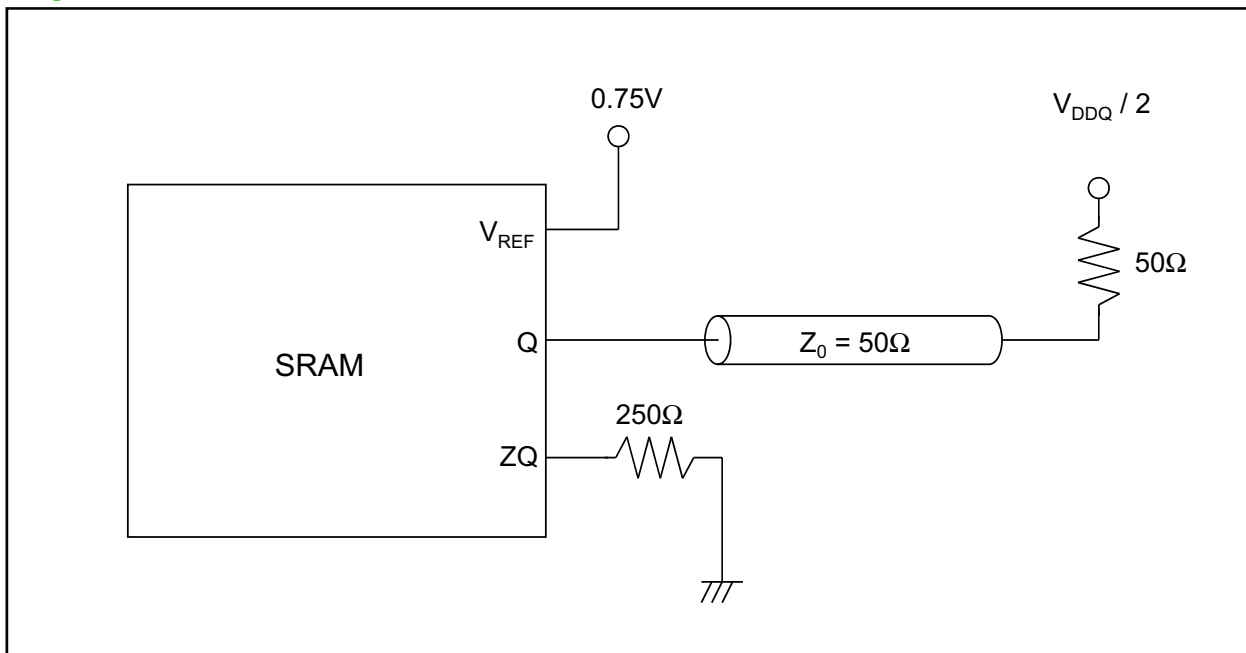 0.75V
V_DDQ / 2
V_REF
50Ω
Q
Z_0 = 50Ω
SRAM
250Ω
ZQ